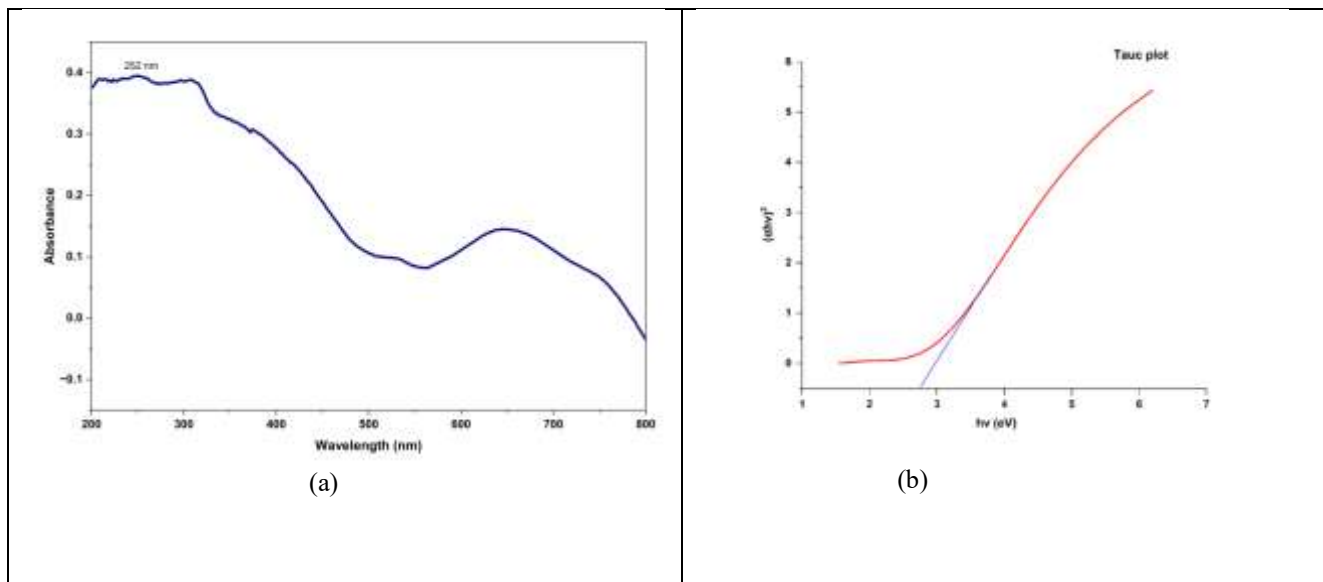 252 nm
0.4
0.3
0.2
0.1
0.0
−0.1
Absorbance
200 300 400 500 600 700 800
Wavelength (nm)
(a)
Tauc plot
6
5
4
3
2
1
0
(αhν)²
1 2 3 4 5 6 7
hν (eV)
(b)